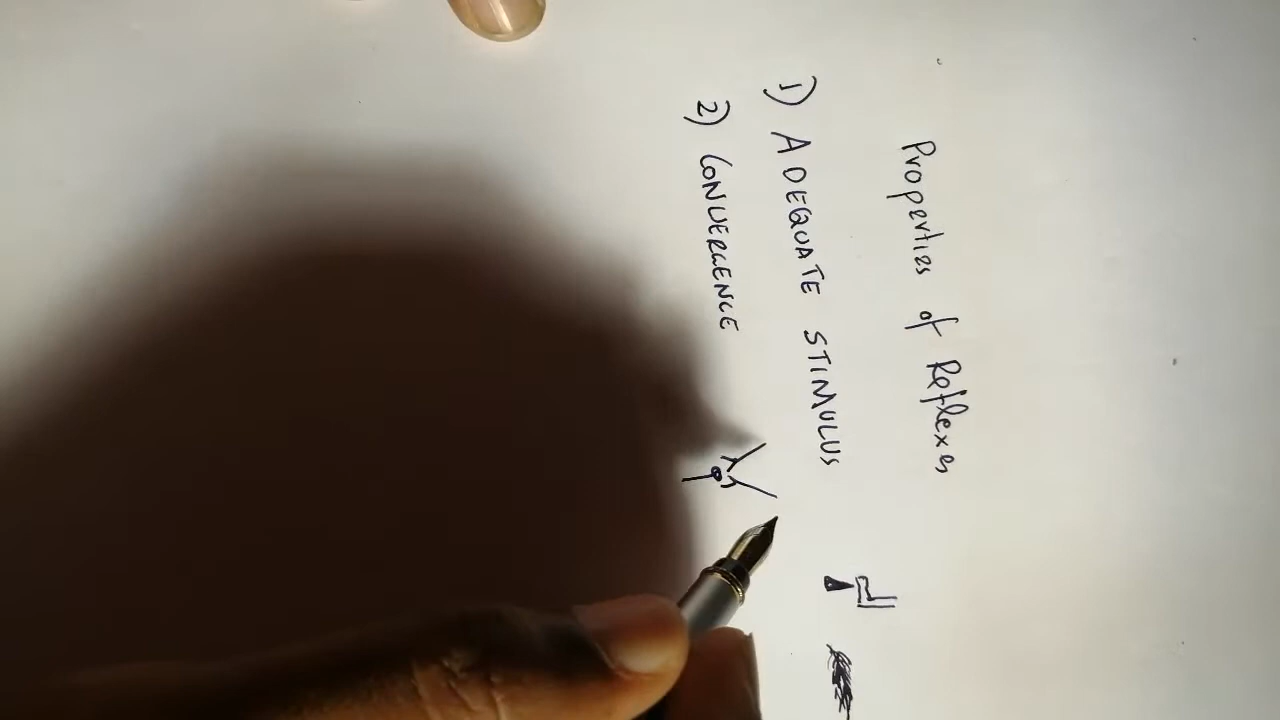 Properties of Reflexes
1) ADEQUATE STIMULUS
2) CONVERGENCE